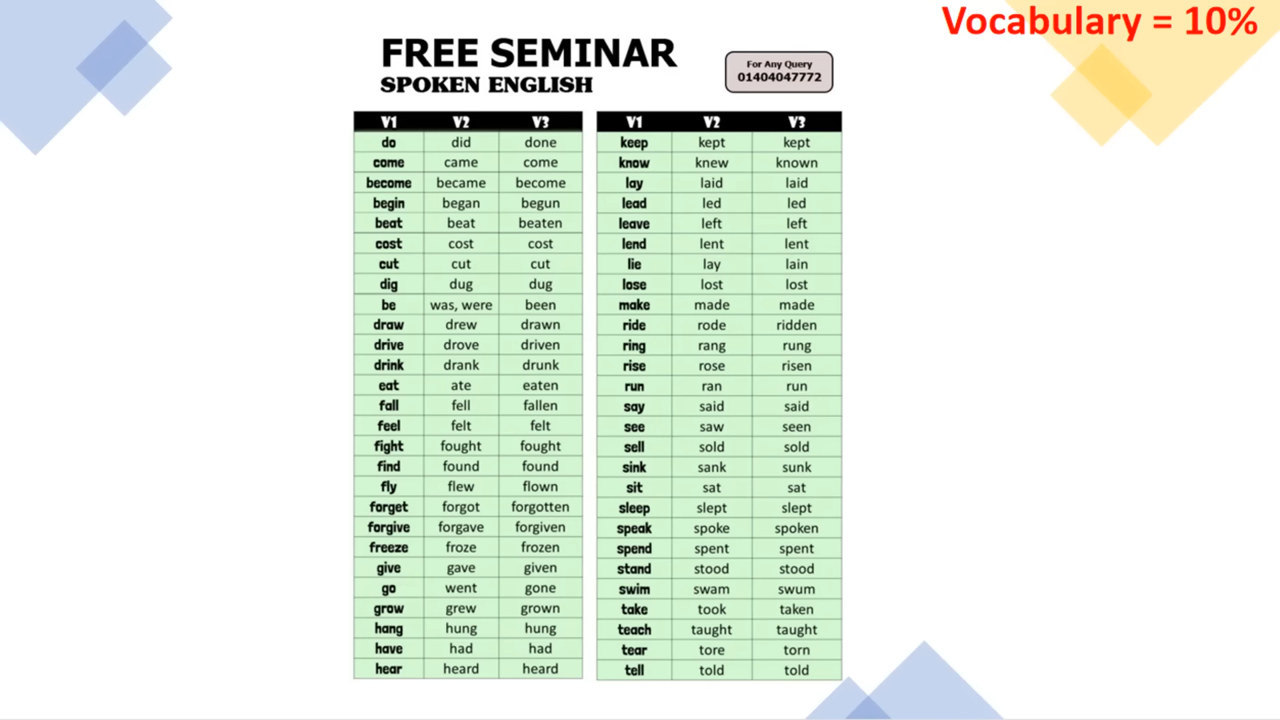 Vocabulary = 10%
FREE SEMINAR
SPOKEN ENGLISH
For Any Query
01404047772
V1 V2 V3
do did done
come came come
become became become
begin began begun
beat beat beaten
cost cost cost
cut cut cut
dig dug dug
be was, were been
draw drew drawn
drive drove driven
drink drank drunk
eat ate eaten
fall fell fallen
feel felt felt
fight fought fought
find found found
fly flew flown
forget forgot forgotten
forgive forgave forgiven
freeze froze frozen
give gave given
go went gone
grow grew grown
hang hung hung
have had had
hear heard heard
V1 V2 V3
keep kept kept
know knew known
lay laid laid
lead led led
leave left left
lend lent lent
lie lay lain
lose lost lost
make made made
ride rode ridden
ring rang rung
rise rose risen
run ran run
say said said
see saw seen
sell sold sold
sink sank sunk
sit sat sat
sleep slept slept
speak spoke spoken
spend spent spent
stand stood stood
swim swam swum
take took taken
teach taught taught
tear tore torn
tell told told